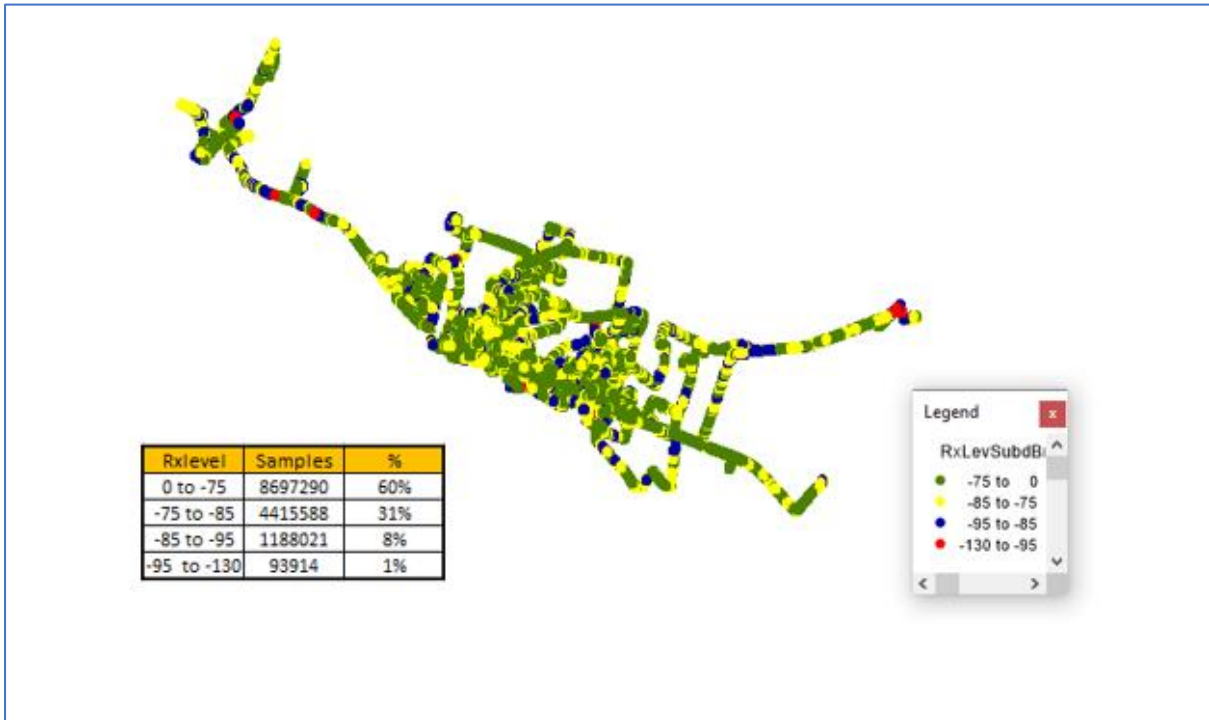 Rxlevel Samples %
0 to -75 8697290 60%
-75 to -85 4415588 31%
-85 to -95 1188021 8%
-95 to -130 93914 1%
Legend x
RxLevSubdB
-75 to 0
-85 to -75
-95 to -85
-130 to -95